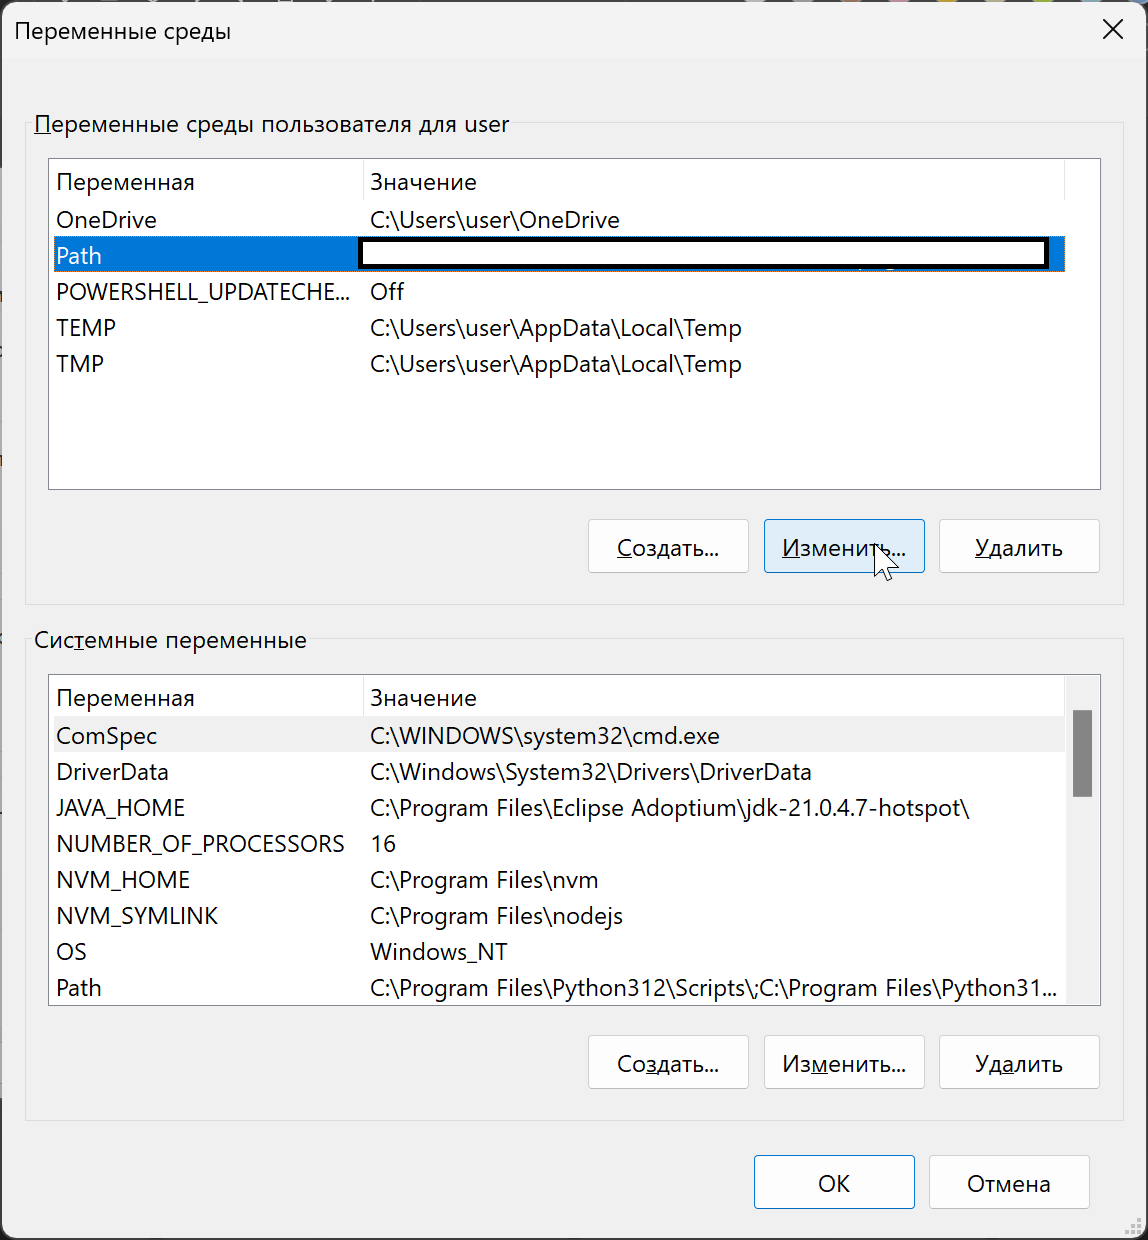 Переменные среды
Переменные среды пользователя для user
Переменная Значение
OneDrive C:\Users\user\OneDrive
Path
POWERSHELL_UPDATECHE... Off
TEMP C:\Users\user\AppData\Local\Temp
TMP C:\Users\user\AppData\Local\Temp
Создать... Изменить... Удалить
Системные переменные
Переменная Значение
ComSpec C:\WINDOWS\system32\cmd.exe
DriverData C:\Windows\System32\Drivers\DriverData
JAVA_HOME C:\Program Files\Eclipse Adoptium\jdk-21.0.4.7-hotspot\
NUMBER_OF_PROCESSORS 16
NVM_HOME C:\Program Files\nvm
NVM_SYMLINK C:\Program Files\nodejs
OS Windows_NT
Path C:\Program Files\Python312\Scripts\;C:\Program Files\Python31...
Создать... Изменить... Удалить
OK Отмена